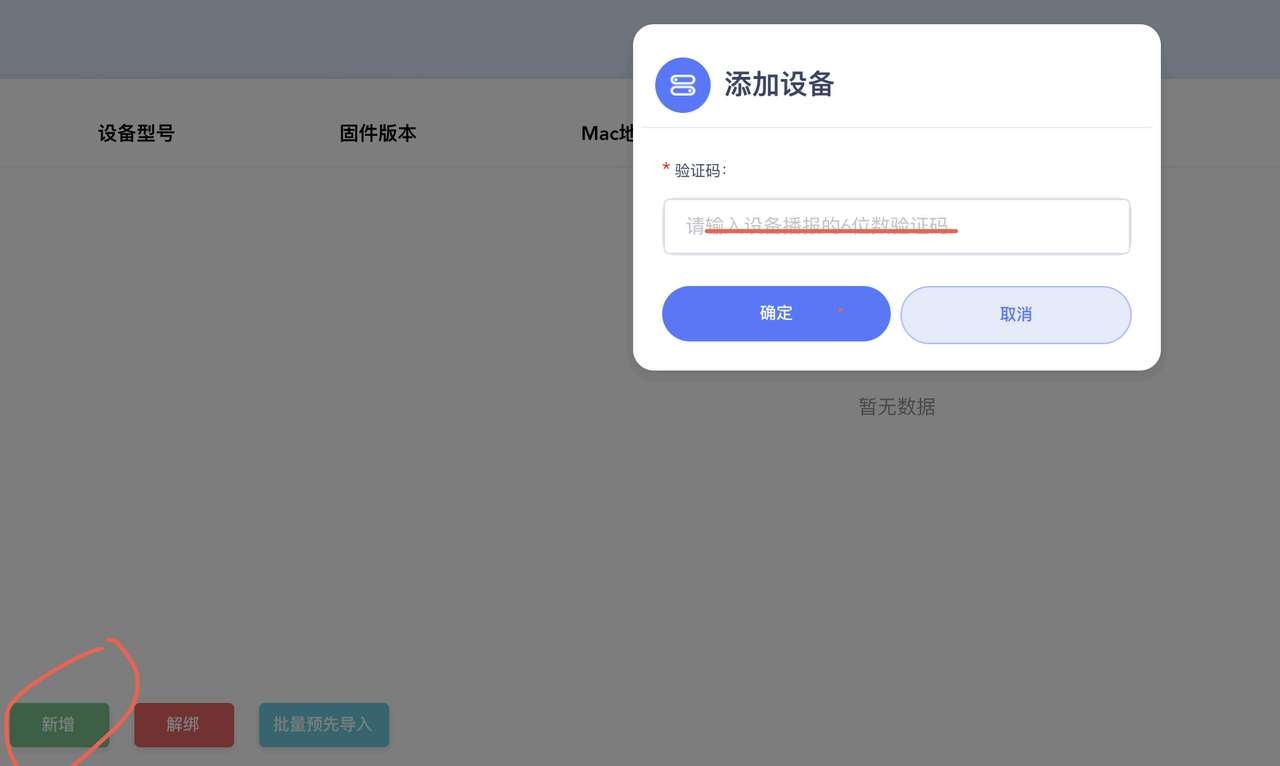 添加设备
设备型号 固件版本 Mac地
* 验证码:
请输入设备播报的6位数验证码
确定 取消
暂无数据
新增 解绑 批量预先导入